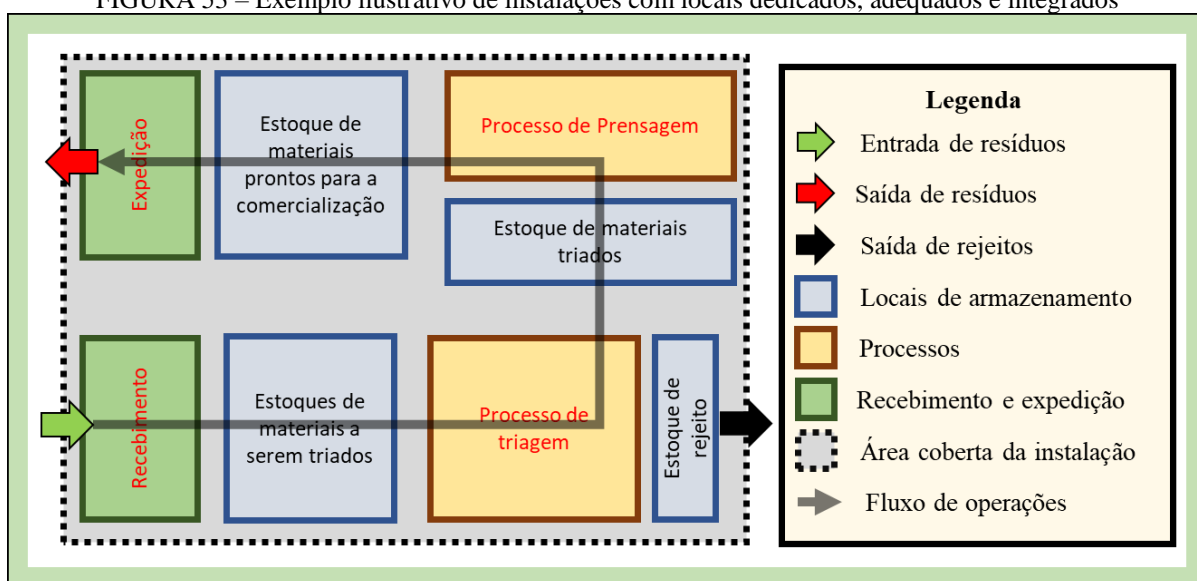 FIGURA 53 – Exemplo ilustrativo de instalações com locais dedicados, adequados e integrados
Expedição
Estoque de
materiais
prontos para a
comercialização
Processo de Prensagem
Estoque de materiais
triados
Recebimento
Estoques de
materiais a
serem triados
Processo de
triagem
Estoque de
rejeito
Legenda
Entrada de resíduos
Saída de resíduos
Saída de rejeitos
Locais de armazenamento
Processos
Recebimento e expedição
Área coberta da instalação
Fluxo de operações